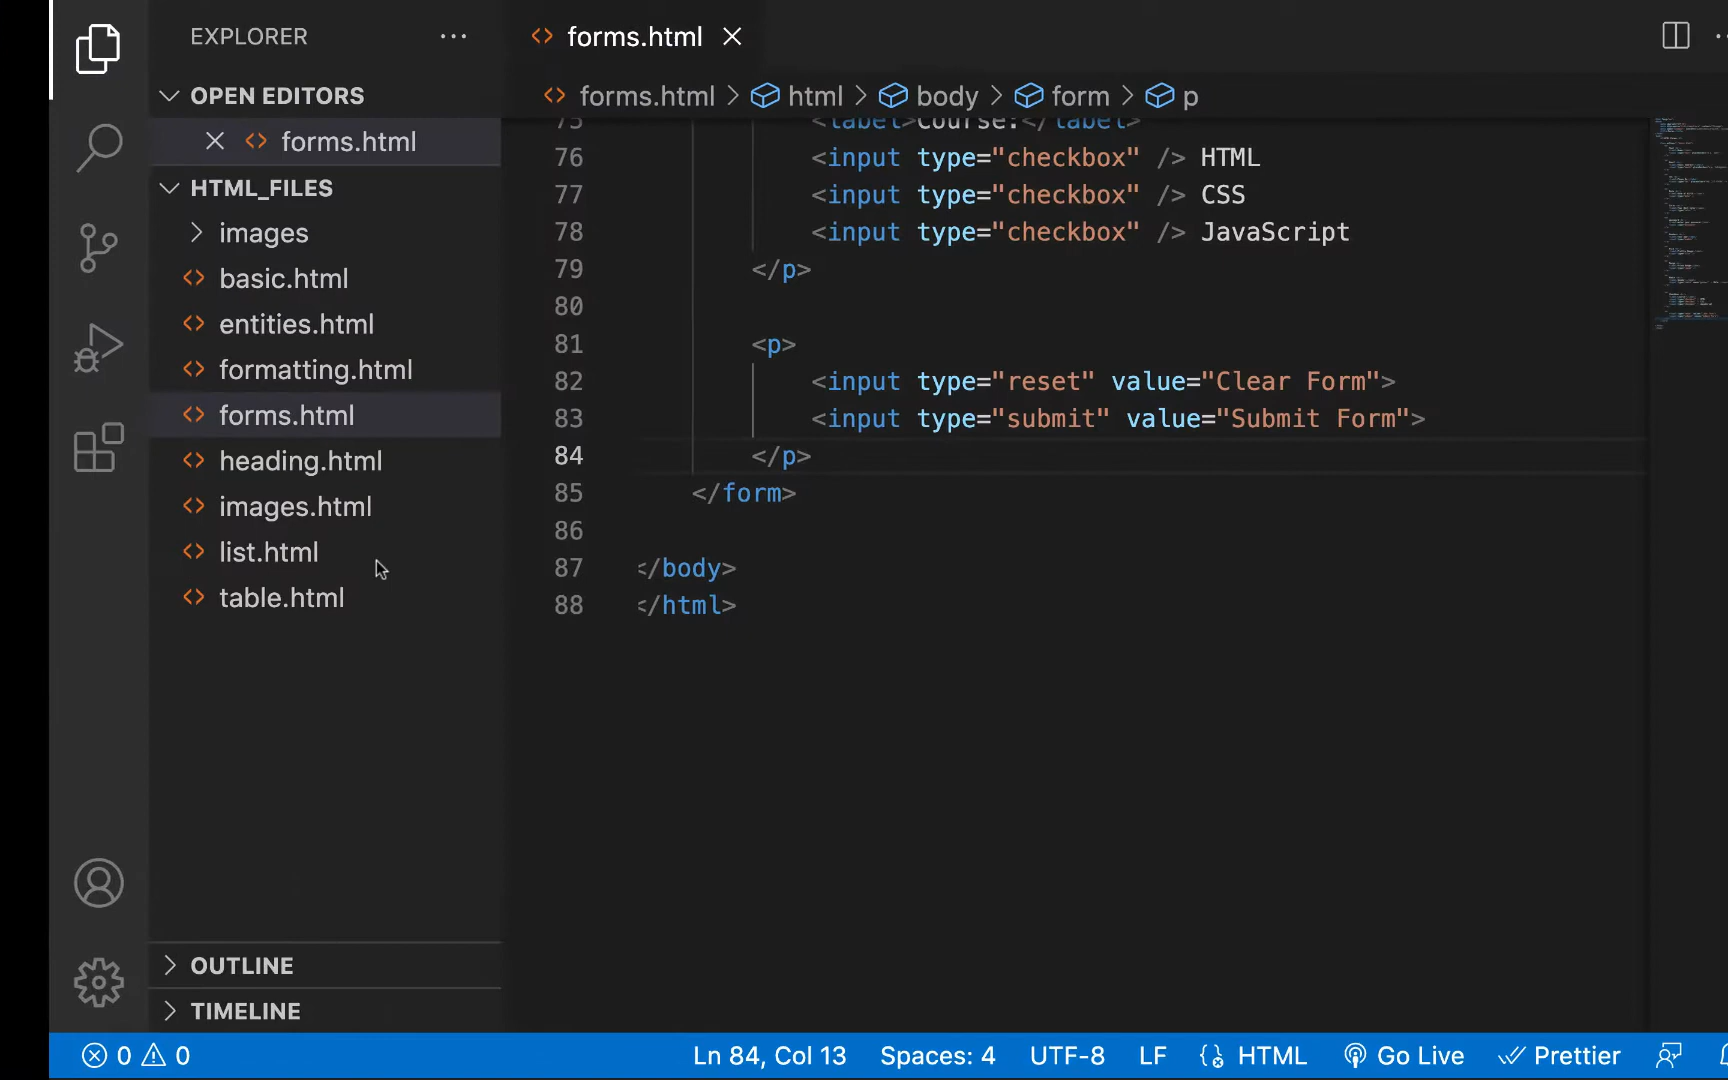 EXPLORER
OPEN EDITORS
forms.html
HTML_FILES
images
basic.html
entities.html
formatting.html
forms.html
heading.html
images.html
list.html
table.html
OUTLINE
TIMELINE
forms.html
forms.html > html > body > form > p
75 <label>Course:</label>
76 <input type="checkbox" /> HTML
77 <input type="checkbox" /> CSS
78 <input type="checkbox" /> JavaScript
79 </p>
80
81 <p>
82 <input type="reset" value="Clear Form">
83 <input type="submit" value="Submit Form">
84 </p>
85 </form>
86
87 </body>
88 </html>
0 0 Ln 84, Col 13 Spaces: 4 UTF-8 LF HTML Go Live Prettier